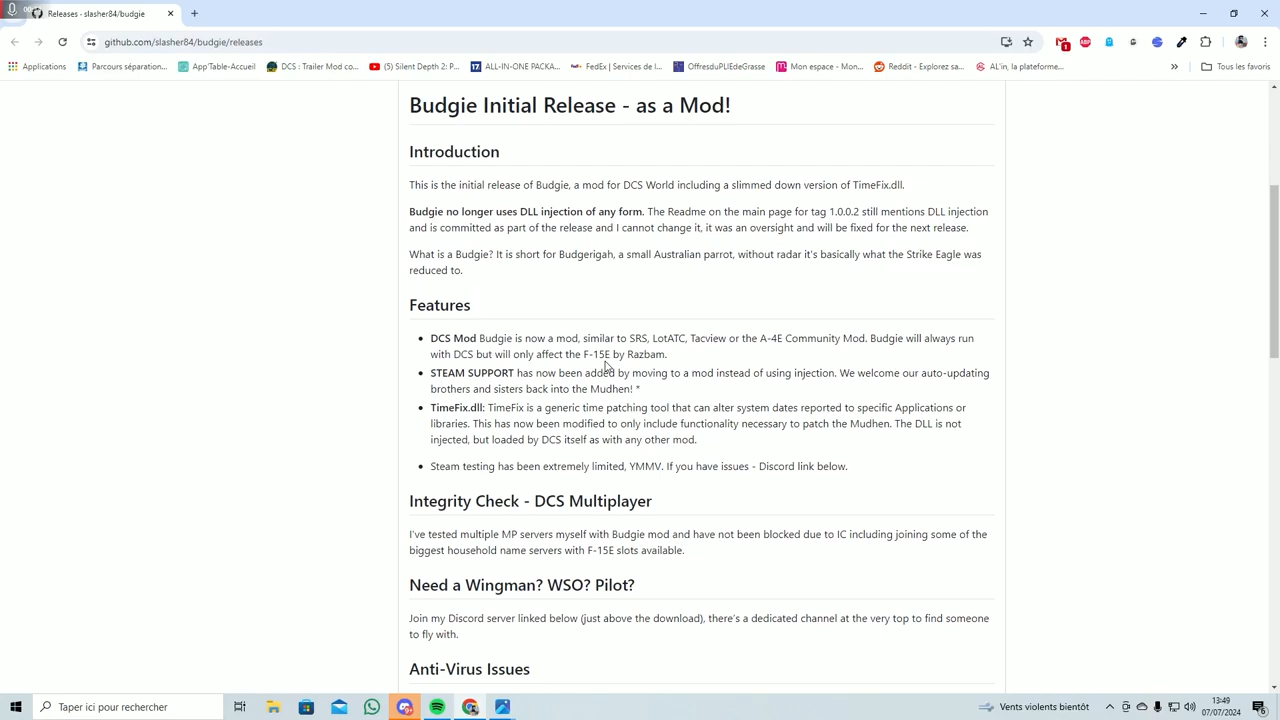 Releases · slasher84/budgie
github.com/slasher84/budgie/releases
Applications
Parcours séparation...
App'Table-Accueil
DCS : Trailer Mod co...
(5) Silent Depth 2: P...
ALL-IN-ONE PACKA...
FedEx | Services de l...
OffresduPLIEdeGrasse
Mon espace - Mon...
Reddit - Explorez sa...
AL'in, la plateforme...
»
Tous les favoris
Budgie Initial Release - as a Mod!
Introduction
This is the initial release of Budgie, a mod for DCS World including a slimmed down version of TimeFix.dll.
Budgie no longer uses DLL injection of any form. The Readme on the main page for tag 1.0.0.2 still mentions DLL injection
and is committed as part of the release and I cannot change it, it was an oversight and will be fixed for the next release.
What is a Budgie? It is short for Budgerigah, a small Australian parrot, without radar it's basically what the Strike Eagle was
reduced to.
Features
• DCS Mod Budgie is now a mod, similar to SRS, LotATC, Tacview or the A-4E Community Mod. Budgie will always run
with DCS but will only affect the F-15E by Razbam.
• STEAM SUPPORT has now been added by moving to a mod instead of using injection. We welcome our auto-updating
brothers and sisters back into the Mudhen! *
• TimeFix.dll: TimeFix is a generic time patching tool that can alter system dates reported to specific Applications or
libraries. This has now been modified to only include functionality necessary to patch the Mudhen. The DLL is not
injected, but loaded by DCS itself as with any other mod.
• Steam testing has been extremely limited, YMMV. If you have issues - Discord link below.
Integrity Check - DCS Multiplayer
I've tested multiple MP servers myself with Budgie mod and have not been blocked due to IC including joining some of the
biggest household name servers with F-15E slots available.
Need a Wingman? WSO? Pilot?
Join my Discord server linked below (just above the download), there's a dedicated channel at the very top to find someone
to fly with.
Anti-Virus Issues
Taper ici pour rechercher
Vents violents bientôt
13:49
07/07/2024